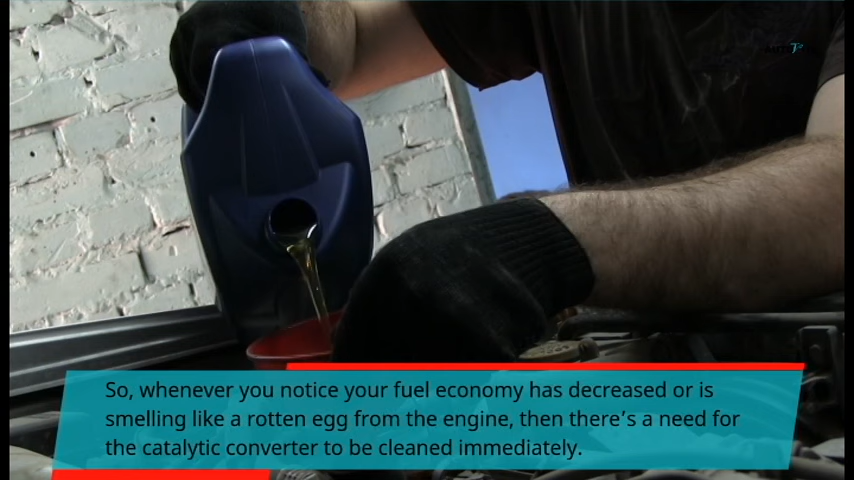 So, whenever you notice your fuel economy has decreased or is
smelling like a rotten egg from the engine, then there's a need for
the catalytic converter to be cleaned immediately.